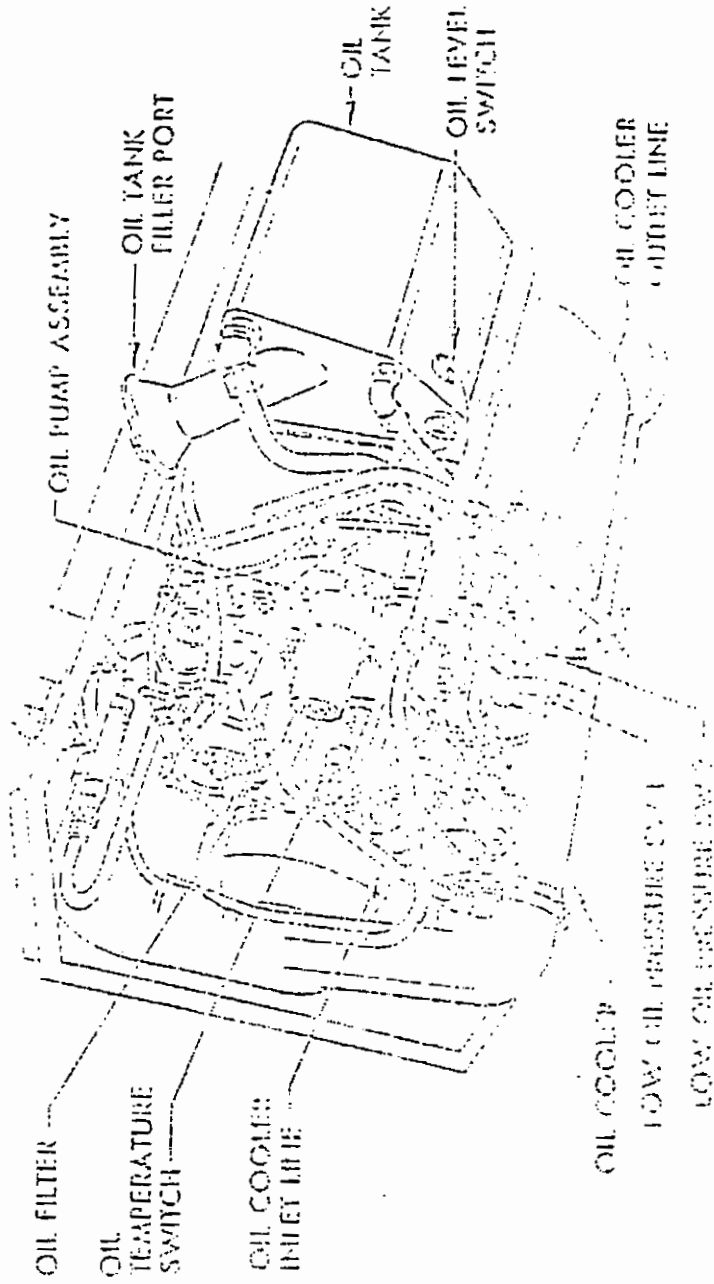 OIL PUMP ASSEMBLY
OIL TANK
FILLER PORT
OIL
TANK
OIL LEVEL
SWITCH
OIL COOLER
OUTLET LINE
OIL FILTER
OIL
TEMPERATURE
SWITCH
OIL COOLER
INLET LINE
OIL COOLER
LOW OIL PRESSURE
LOW OIL PRESSURE